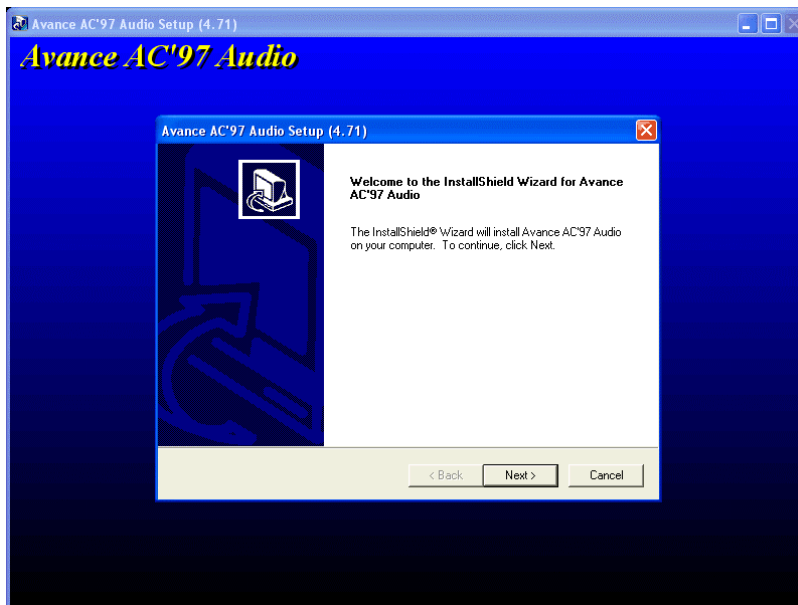 Avance AC'97 Audio Setup (4.71)
Avance AC'97 Audio
Avance AC'97 Audio Setup (4.71)
Welcome to the InstallShield Wizard for Avance
AC'97 Audio
The InstallShield® Wizard will install Avance AC'97 Audio
on your computer. To continue, click Next.
< Back Next > Cancel